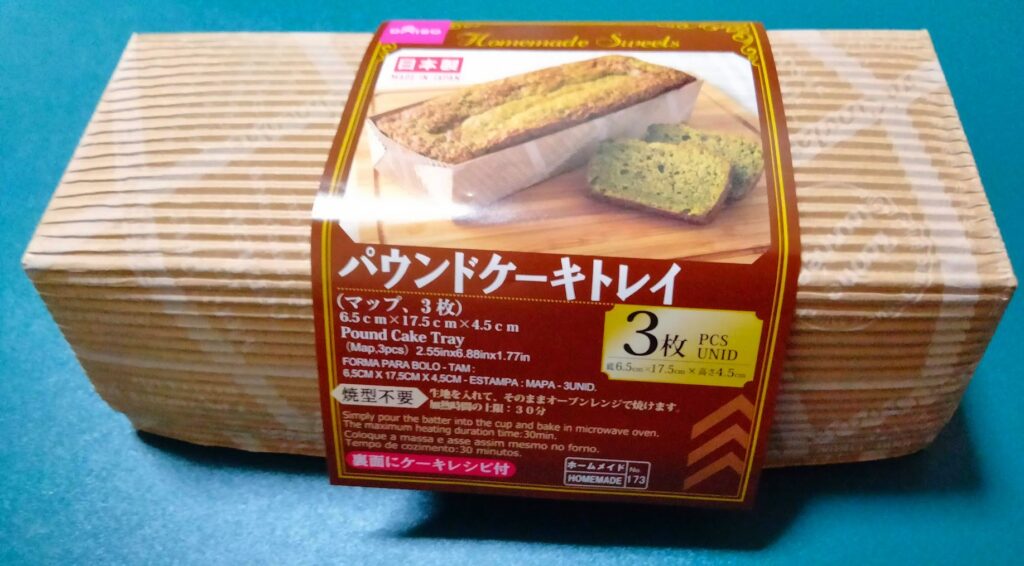 DAISO
Homemade Sweets
日本製
MADE IN JAPAN
パウンドケーキトレイ
(マップ、3枚)
6.5cm×17.5cm×4.5cm
Pound Cake Tray
(Map,3pcs) 2.55inx6.88inx1.77in
FORMA PARA BOLO - TAM :
6,5CM X 17,5CM X 4,5CM - ESTAMPA : MAPA - 3UNID.
3枚 PCS UNID
幅6.5cm×17.5cm×高さ4.5cm
焼型不要
生地を入れて、そのままオーブンレンジで焼けます。
加熱時間の上限:30分
Simply pour the batter into the cup and bake in microwave oven.
The maximum heating duration time:30min.
Coloque a massa e asse assim mesmo no forno.
Tempo de cozimento:30 minutos.
裏面にケーキレシピ付
ホームメイド
HOMEMADE
No.
173